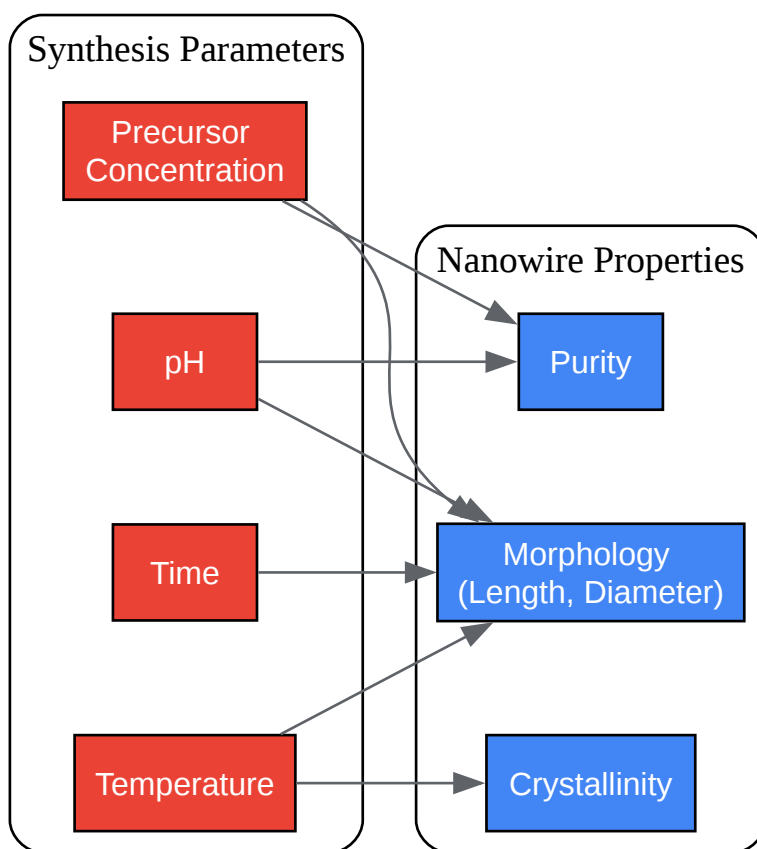 Synthesis Parameters
Precursor
Concentration
pH
Time
Temperature
Nanowire Properties
Purity
Morphology
(Length, Diameter)
Crystallinity